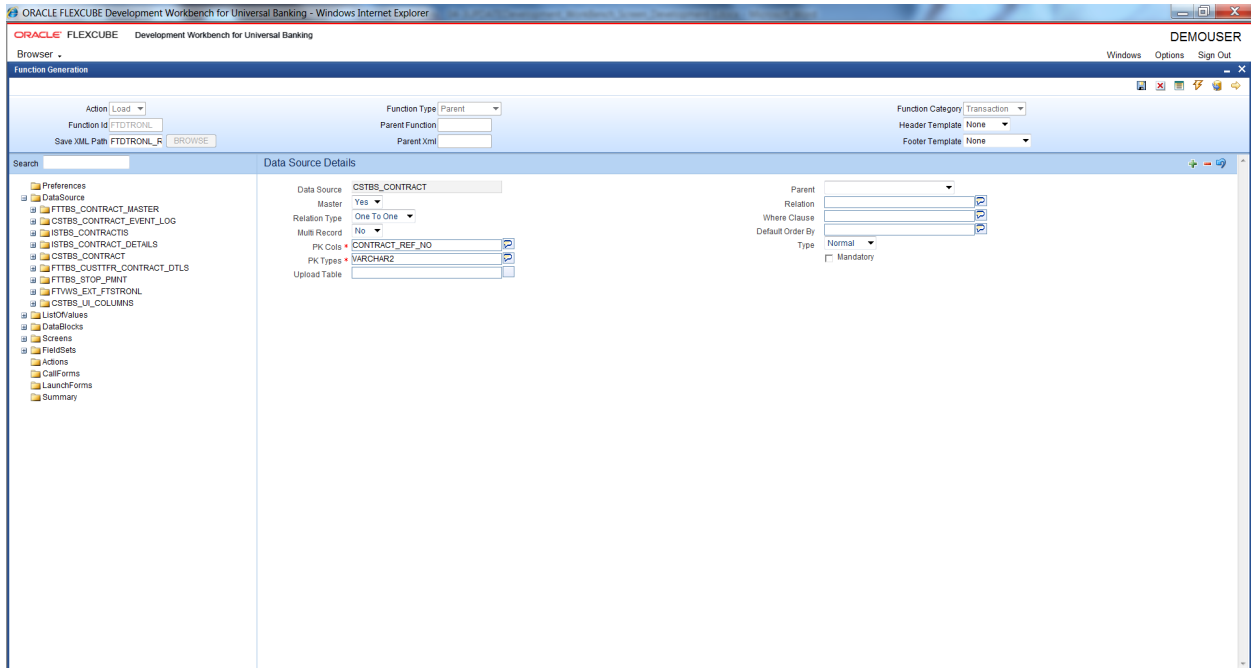 ORACLE FLEXCUBE Development Workbench for Universal Banking - Windows Internet Explorer
ORACLE FLEXCUBE Development Workbench for Universal Banking
DEMOUSER
Browser
Windows Options Sign Out
Function Generation
Action Load Function Type Parent Function Category Transaction
Function Id FTDTRONL Parent Function Header Template None
Save XML Path FTDTRONL_R BROWSE Parent Xml Footer Template None
Search Data Source Details
Preferences
DataSource
FTTBS_CONTRACT_MASTER
CSTBS_CONTRACT_EVENT_LOG
ISTBS_CONTRACTIS
ISTBS_CONTRACT_DETAILS
CSTBS_CONTRACT
FTTBS_CUSTTFR_CONTRACT_DTLS
FTTBS_STOP_PMNT
FTVWS_EXT_FTSTRONL
CSTBS_UI_COLUMNS
ListOfValues
DataBlocks
Screens
FieldSets
Actions
CallForms
LaunchForms
Summary
Data Source CSTBS_CONTRACT
Master Yes
Relation Type One To One
Multi Record No
PK Cols * CONTRACT_REF_NO
PK Types * VARCHAR2
Upload Table
Parent
Relation
Where Clause
Default Order By
Type Normal
Mandatory